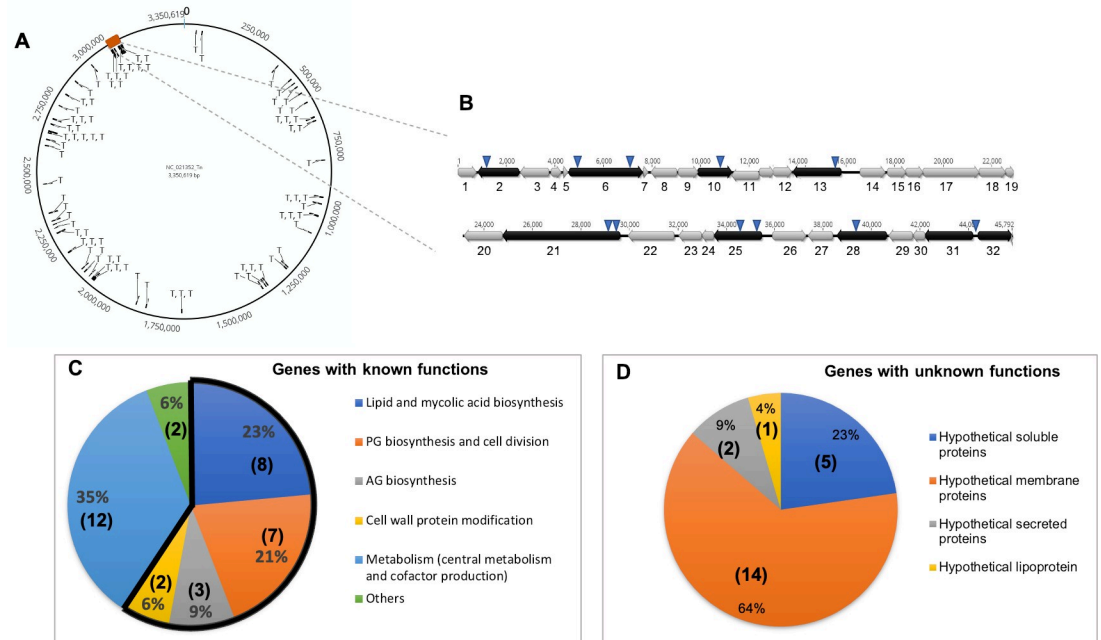 A
3,350,619 0
250,000
500,000
750,000
1,000,000
1,250,000
1,500,000
1,750,000
2,000,000
2,250,000
2,500,000
2,750,000
3,000,000
3,350,619 bp
B
1 2,000 4,000 6,000 8,000 10,000 12,000 14,000 16,000 18,000 20,000 22,000
1 2 3 4 5 6 7 8 9 10 11 12 13 14 15 16 17 18 19
24,000 26,000 28,000 30,000 32,000 34,000 36,000 38,000 40,000 42,000 45,792
20 21 22 23 24 25 26 27 28 29 30 31 32
C
Genes with known functions
6%
(2)
23%
(8)
35%
(12)
(7)
21%
(2)
6%
(3)
9%
Lipid and mycolic acid biosynthesis
PG biosynthesis and cell division
AG biosynthesis
Cell wall protein modification
Metabolism (central metabolism
and cofactor production)
Others
D
Genes with unknown functions
4%
(1)
9%
(2)
23%
(5)
(14)
64%
Hypothetical soluble
proteins
Hypothetical membrane
proteins
Hypothetical secreted
proteins
Hypothetical lipoprotein